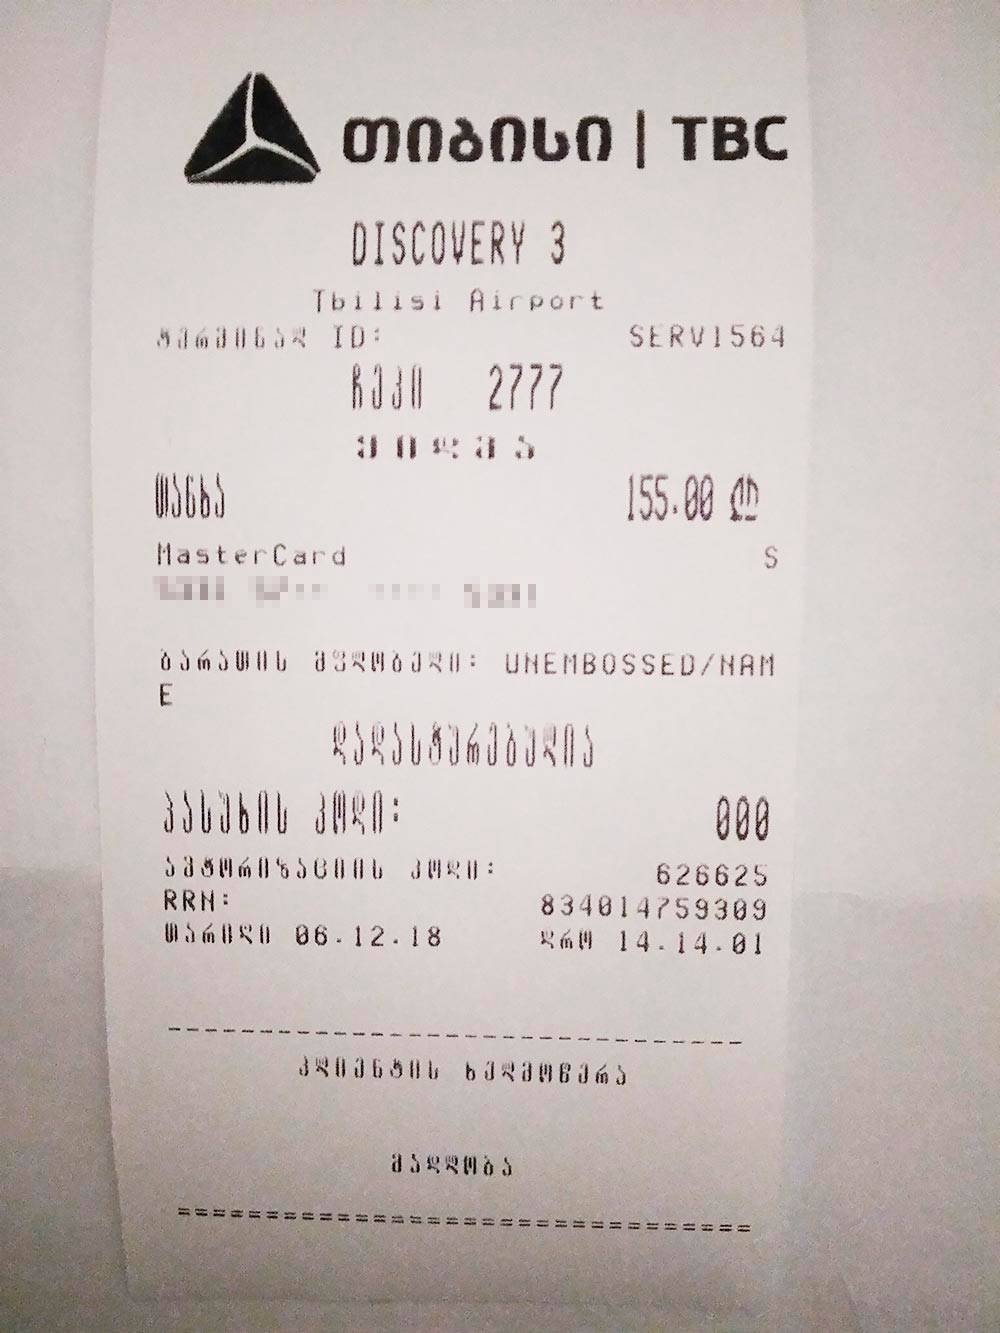 თიბისი | TBC
DISCOVERY 3
Tbilisi Airport
ტერმინალ ID: SERV1564
ჩეკი 2777
მიღება
თანხა 155.00 ₾
MasterCard S
ბარათის მფლობელი: UNEMBOSSED/NAM
E
დადასტურებულია
პასუხის კოდი: 000
ავტორიზაციის კოდი: 626625
RRN: 834014759309
თარიღი 06.12.18 დრო 14.14.01
კლიენტის ხელმოწერა
მადლობა